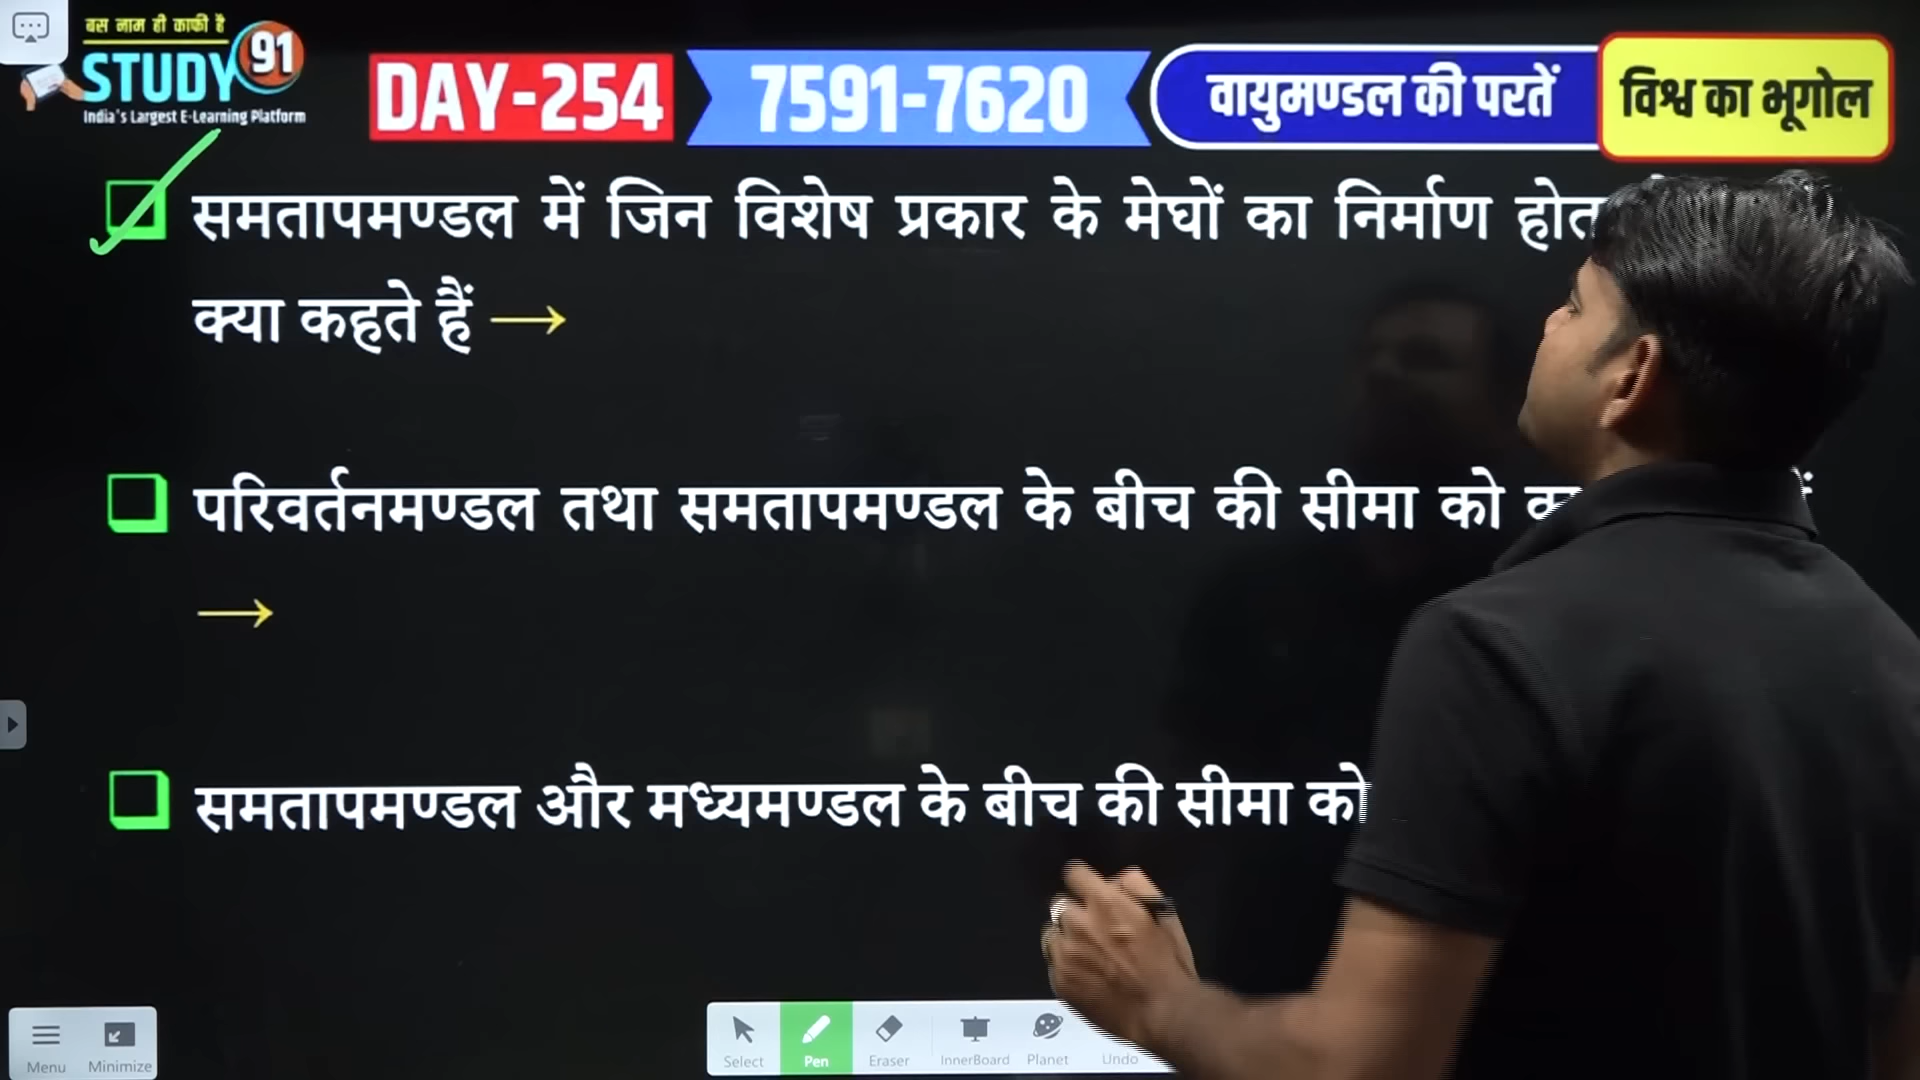 बस नाम ही काफी है
STUDY 91
India's Largest E-Learning Platform
DAY-254
7591-7620
वायुमण्डल की परतें
विश्व का भूगोल
समतापमण्डल में जिन विशेष प्रकार के मेघों का निर्माण
क्या कहते हैं →
परिवर्तनमण्डल तथा समतापमण्डल के बीच की सीमा को
→
समतापमण्डल और मध्यमण्डल के बीच की सीमा को
Menu
Minimize
Select
Pen
Eraser
InnerBoard
Planet
Undo